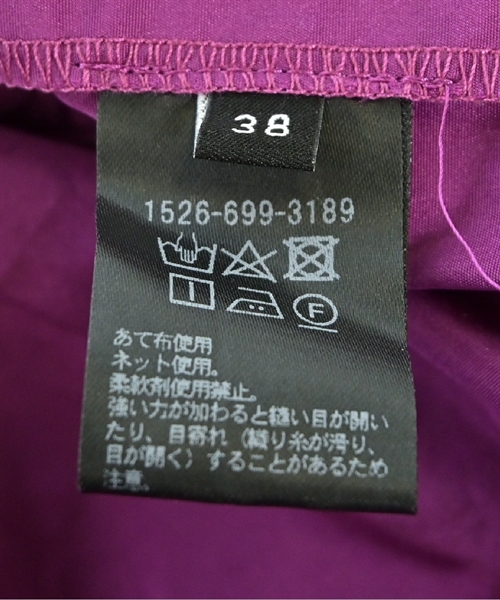 38
1526-699-3189
F
あて布使用
ネット使用。
柔軟剤使用禁止。
強い力が加わると縫い目が開い
たり、目寄れ（織り糸が滑り、
目が開く）することがあるため
注意。